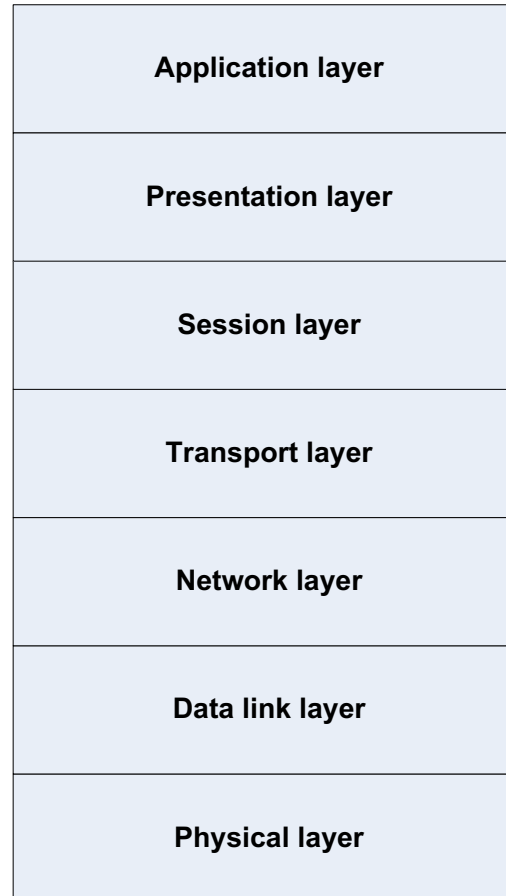 Application layer
Presentation layer
Session layer
Transport layer
Network layer
Data link layer
Physical layer